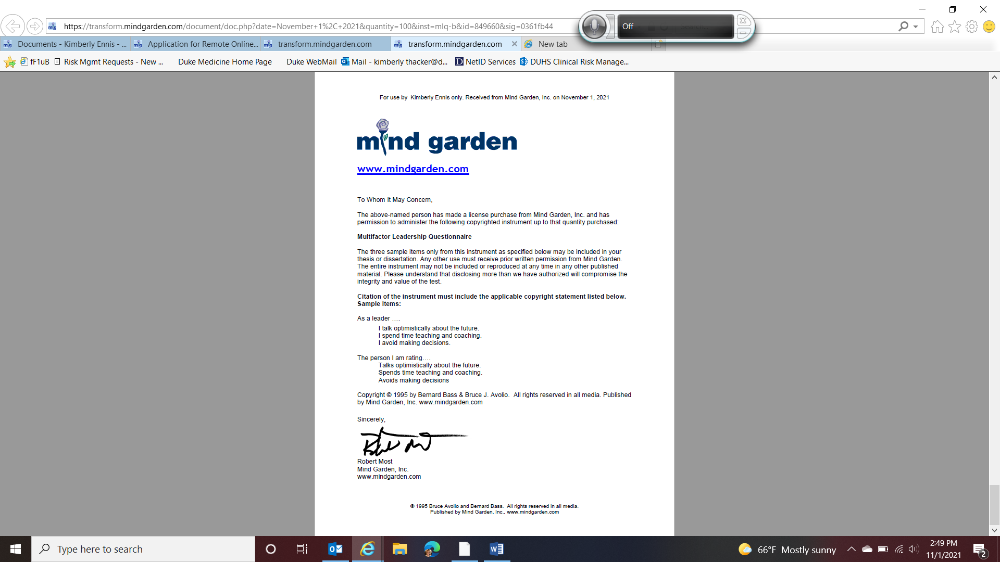 https://transform.mindgarden.com/document/doc.php?date=November+1%2C+2021&quantity=100&inst=mlq-b&id=849660&sig=0361fb44
Off
Documents - Kimberly Ennis - ...
Application for Remote Online...
transform.mindgarden.com
transform.mindgarden.com
New tab
fF1uB
Risk Mgmt Requests - New ...
Duke Medicine Home Page
Duke WebMail
Mail - kimberly thacker@d...
NetID Services
DUHS Clinical Risk Manage...
For use by Kimberly Ennis only. Received from Mind Garden, Inc. on November 1, 2021
mind garden
www.mindgarden.com
To Whom It May Concern,
The above-named person has made a license purchase from Mind Garden, Inc. and has
permission to administer the following copyrighted instrument up to that quantity purchased:
Multifactor Leadership Questionnaire
The three sample items only from this instrument as specified below may be included in your
thesis or dissertation. Any other use must receive prior written permission from Mind Garden.
The entire instrument may not be included or reproduced at any time in any other published
material. Please understand that disclosing more than we have authorized will compromise the
integrity and value of the test.
Citation of the instrument must include the applicable copyright statement listed below.
Sample Items:
As a leader ....
I talk optimistically about the future.
I spend time teaching and coaching.
I avoid making decisions.
The person I am rating....
Talks optimistically about the future.
Spends time teaching and coaching.
Avoids making decisions
Copyright © 1995 by Bernard Bass & Bruce J. Avolio. All rights reserved in all media. Published
by Mind Garden, Inc. www.mindgarden.com
Sincerely,
Robert Most
Mind Garden, Inc.
www.mindgarden.com
© 1995 Bruce Avolio and Bernard Bass. All rights reserved in all media.
Published by Mind Garden, Inc., www.mindgarden.com
Type here to search
66°F Mostly sunny
2:49 PM
11/1/2021
2